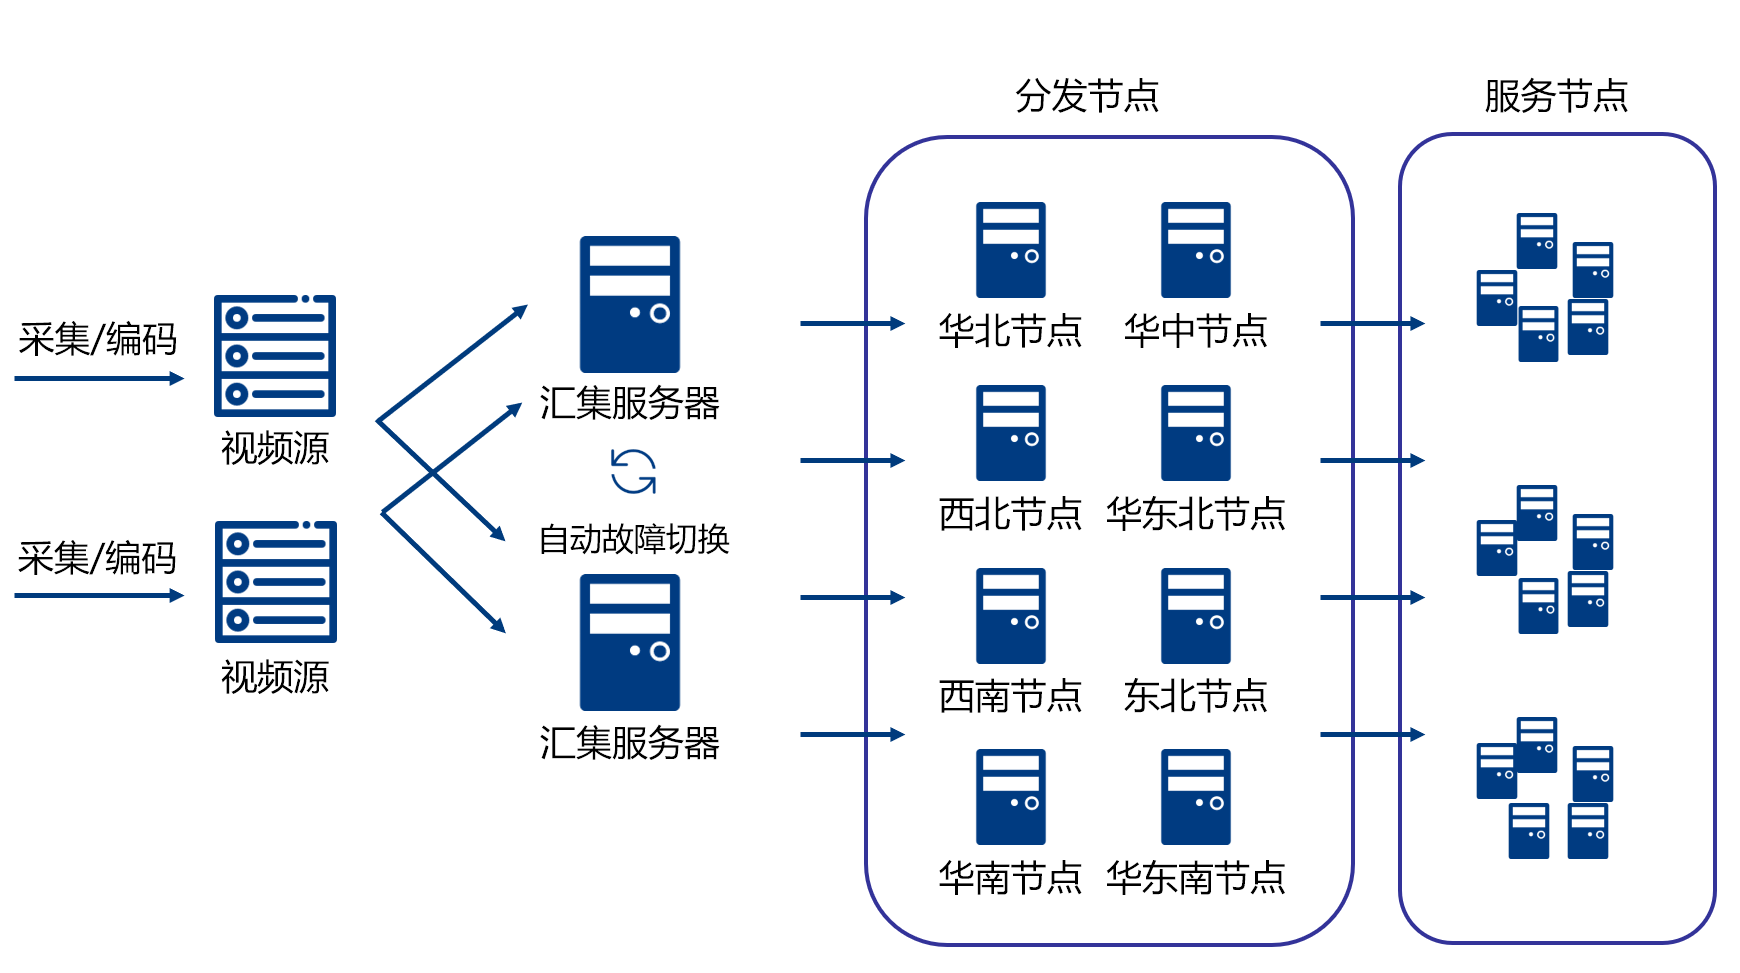 分发节点
服务节点
采集/编码
视频源
采集/编码
视频源
汇集服务器
自动故障切换
汇集服务器
华北节点
华中节点
西北节点
华东北节点
西南节点
东北节点
华南节点
华东南节点